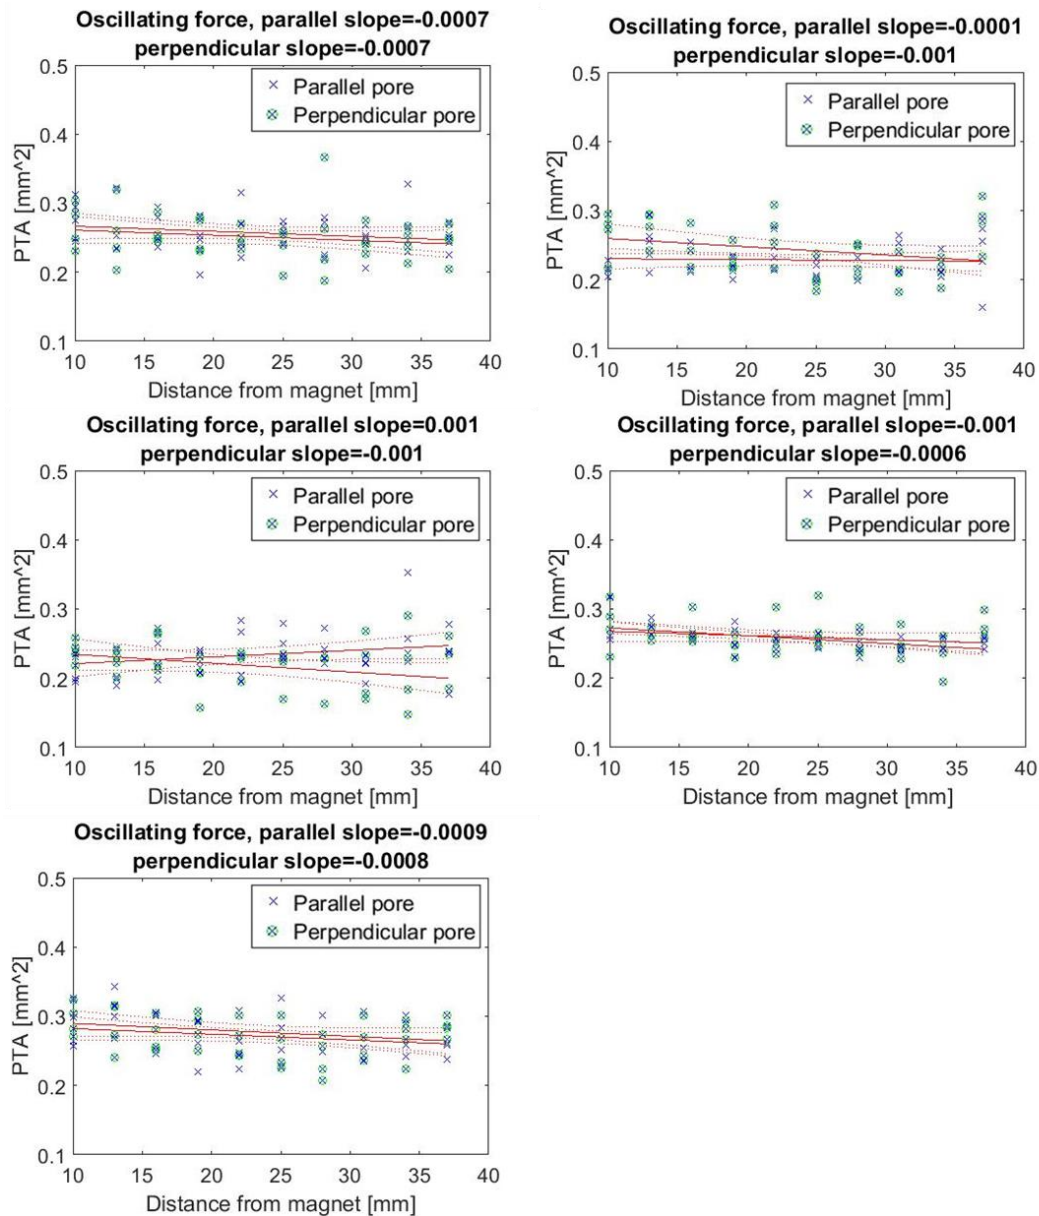 Oscillating force, parallel slope=-0.0007
perpendicular slope=-0.0007
0.5
0.4
0.3
0.2
0.1
PTA [mm^2]
Parallel pore
Perpendicular pore
10 15 20 25 30 35 40
Distance from magnet [mm]
Oscillating force, parallel slope=-0.0001
perpendicular slope=-0.001
0.5
0.4
0.3
0.2
0.1
PTA [mm^2]
Parallel pore
Perpendicular pore
10 15 20 25 30 35 40
Distance from magnet [mm]
Oscillating force, parallel slope=0.001
perpendicular slope=-0.001
0.5
0.4
0.3
0.2
0.1
PTA [mm^2]
Parallel pore
Perpendicular pore
10 15 20 25 30 35 40
Distance from magnet [mm]
Oscillating force, parallel slope=-0.001
perpendicular slope=-0.0006
0.5
0.4
0.3
0.2
0.1
PTA [mm^2]
Parallel pore
Perpendicular pore
10 15 20 25 30 35 40
Distance from magnet [mm]
Oscillating force, parallel slope=-0.0009
perpendicular slope=-0.0008
0.5
0.4
0.3
0.2
0.1
PTA [mm^2]
Parallel pore
Perpendicular pore
10 15 20 25 30 35 40
Distance from magnet [mm]